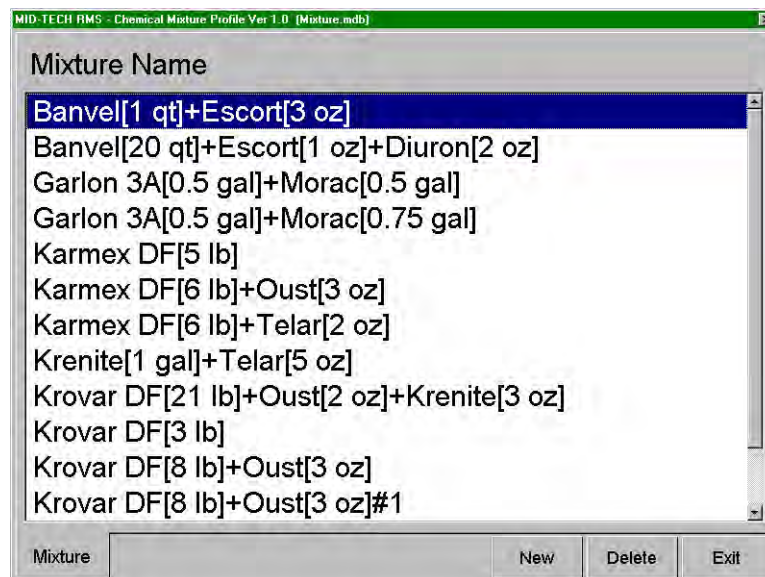 MID-TECH RMS - Chemical Mixture Profile Ver 1.0 (Mixture.mdb)
Mixture Name
Banvel[1 qt]+Escort[3 oz]
Banvel[20 qt]+Escort[1 oz]+Diuron[2 oz]
Garlon 3A[0.5 gal]+Morac[0.5 gal]
Garlon 3A[0.5 gal]+Morac[0.75 gal]
Karmex DF[5 lb]
Karmex DF[6 lb]+Oust[3 oz]
Karmex DF[6 lb]+Telar[2 oz]
Krenite[1 gal]+Telar[5 oz]
Krovar DF[21 lb]+Oust[2 oz]+Krenite[3 oz]
Krovar DF[3 lb]
Krovar DF[8 lb]+Oust[3 oz]
Krovar DF[8 lb]+Oust[3 oz]#1
Mixture New Delete Exit